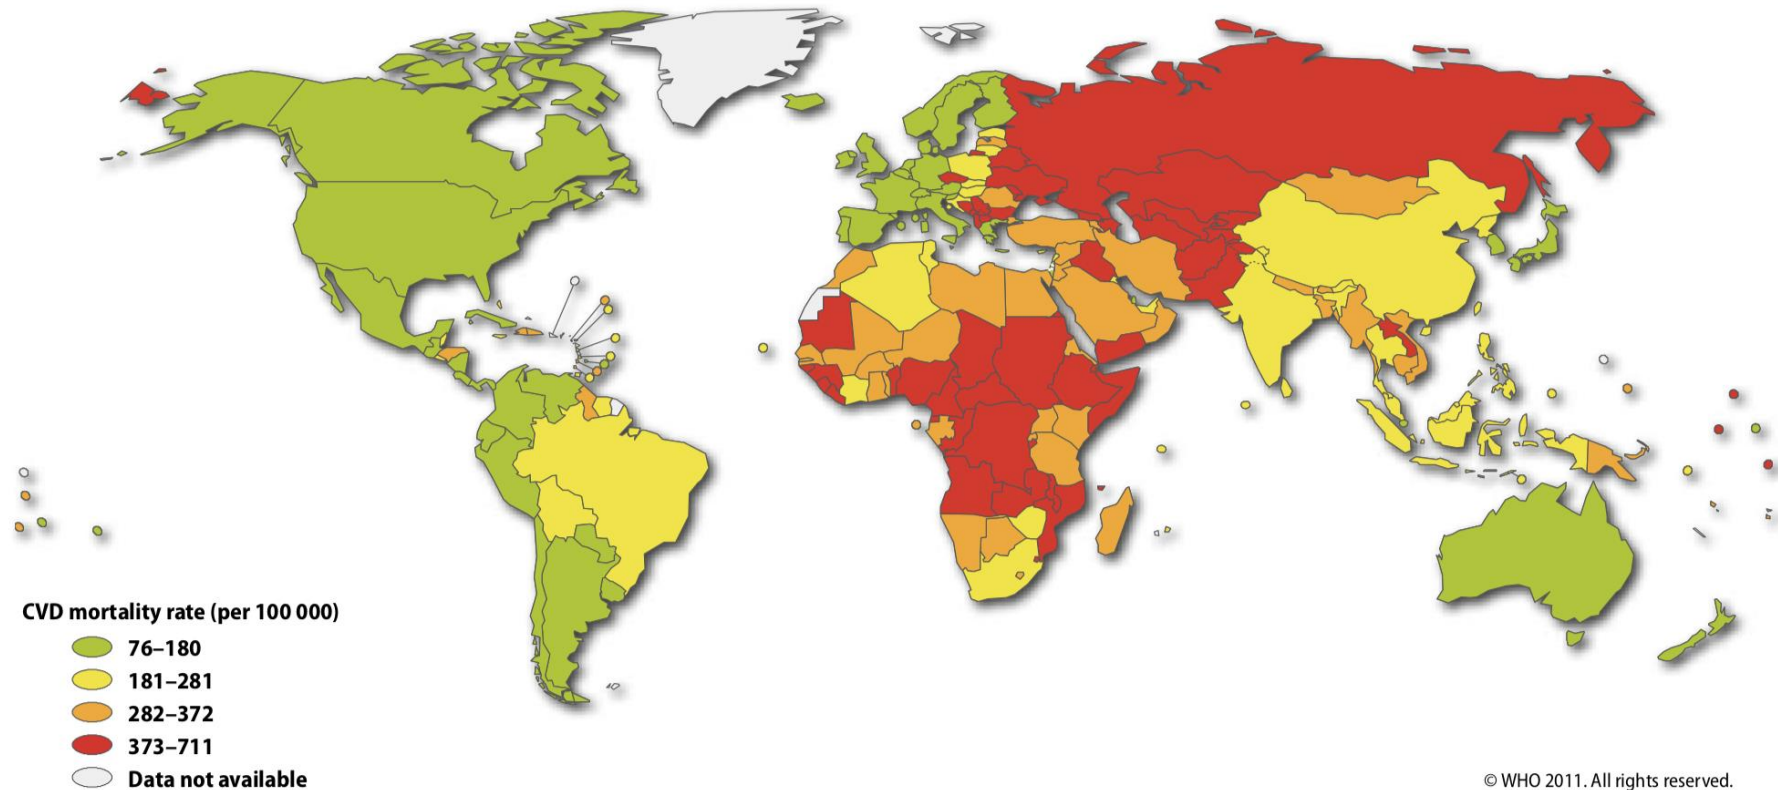 CVD mortality rate (per 100 000)
76–180
181–281
282–372
373–711
Data not available
© WHO 2011. All rights reserved.